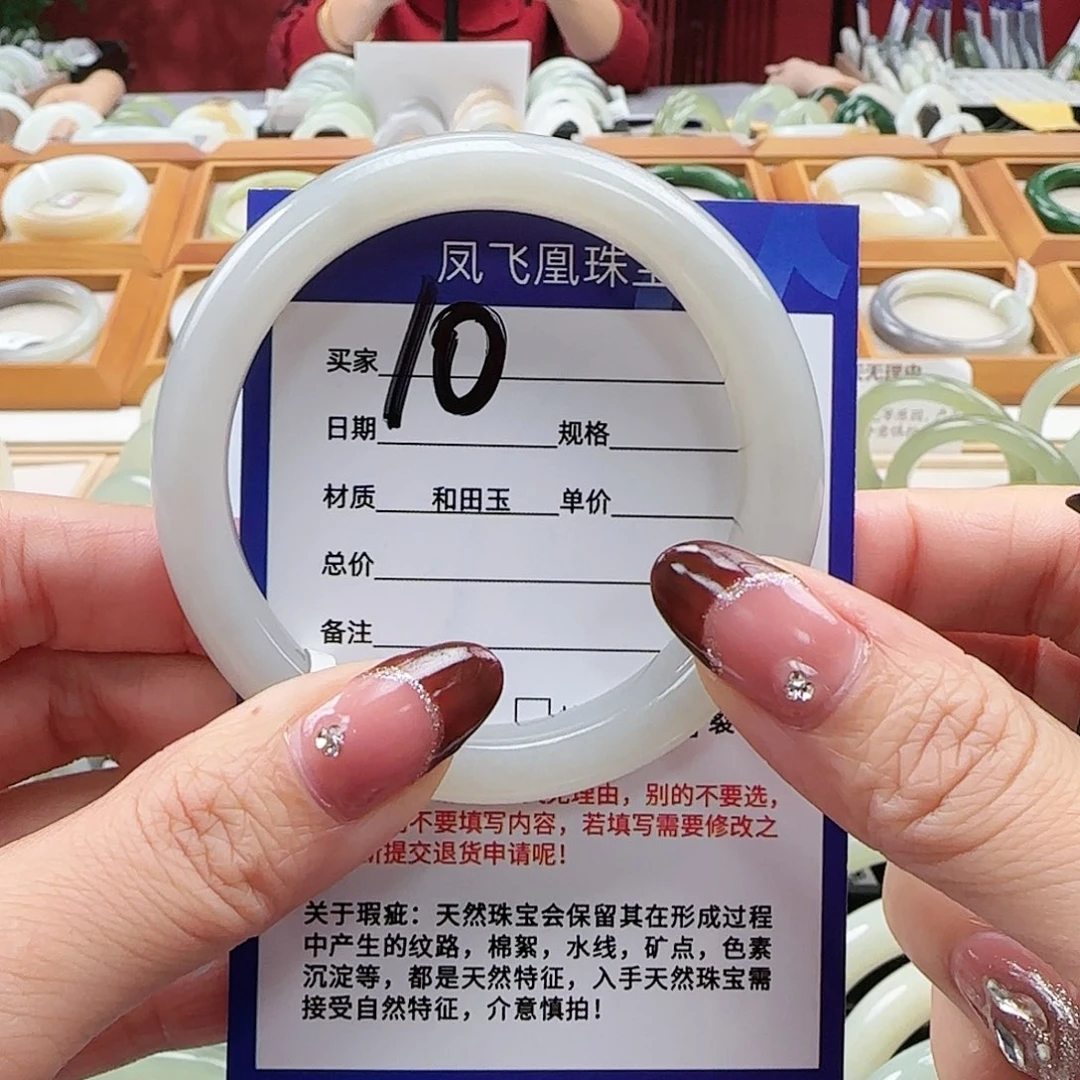 凤飞凰珠宝
10
买家
日期 规格
材质 和田玉 单价
总价
备注
裂
无理由，别的不要选，
不要填写内容，若填写需要修改之
提交退货申请呢！
关于瑕疵：天然珠宝会保留其在形成过程
中产生的纹路，棉絮，水线，矿点，色素
沉淀等，都是天然特征，入手天然珠宝需
接受自然特征，介意慎拍！